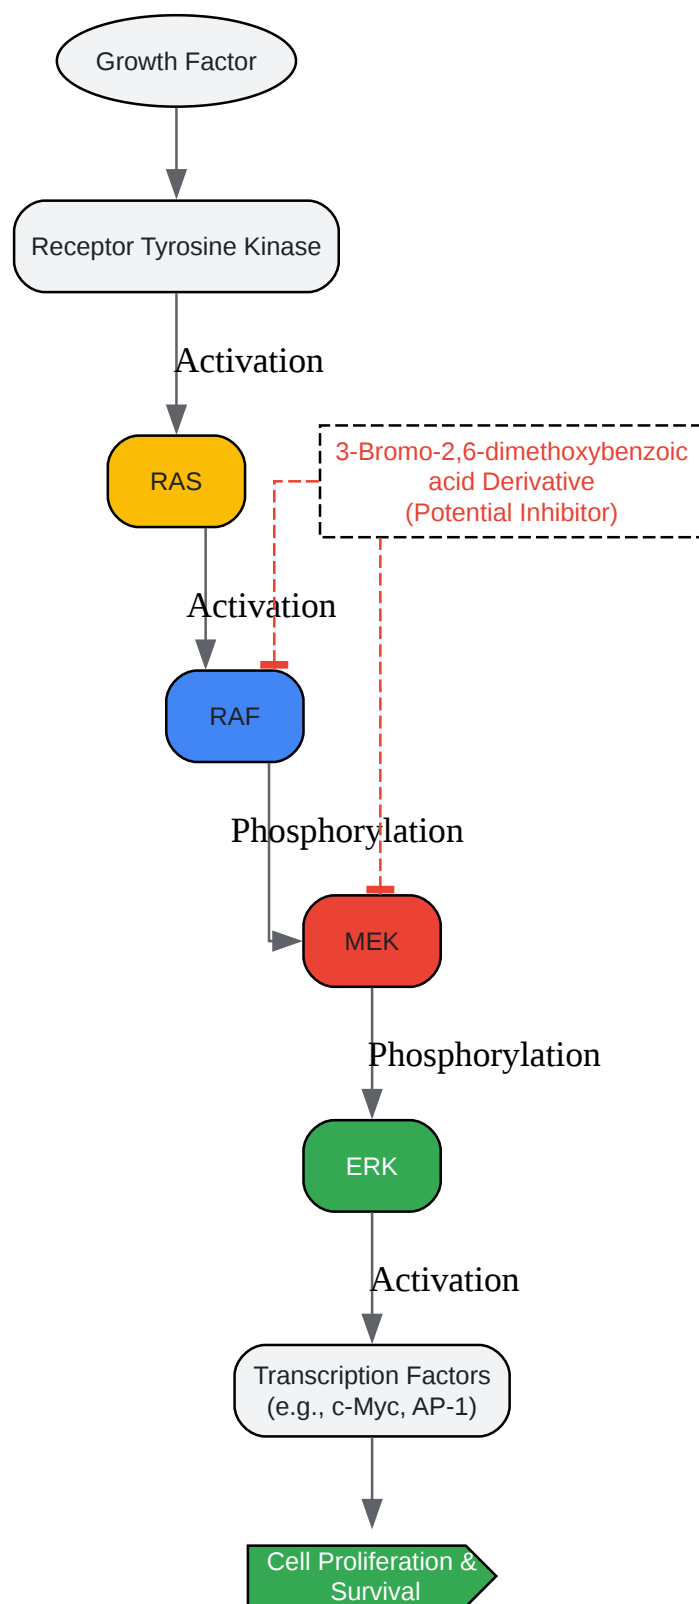 Growth Factor
Receptor Tyrosine Kinase
Activation
RAS
3-Bromo-2,6-dimethoxybenzoic
acid Derivative
(Potential Inhibitor)
Activation
RAF
Phosphorylation
MEK
Phosphorylation
ERK
Activation
Transcription Factors
(e.g., c-Myc, AP-1)
Cell Proliferation &
Survival